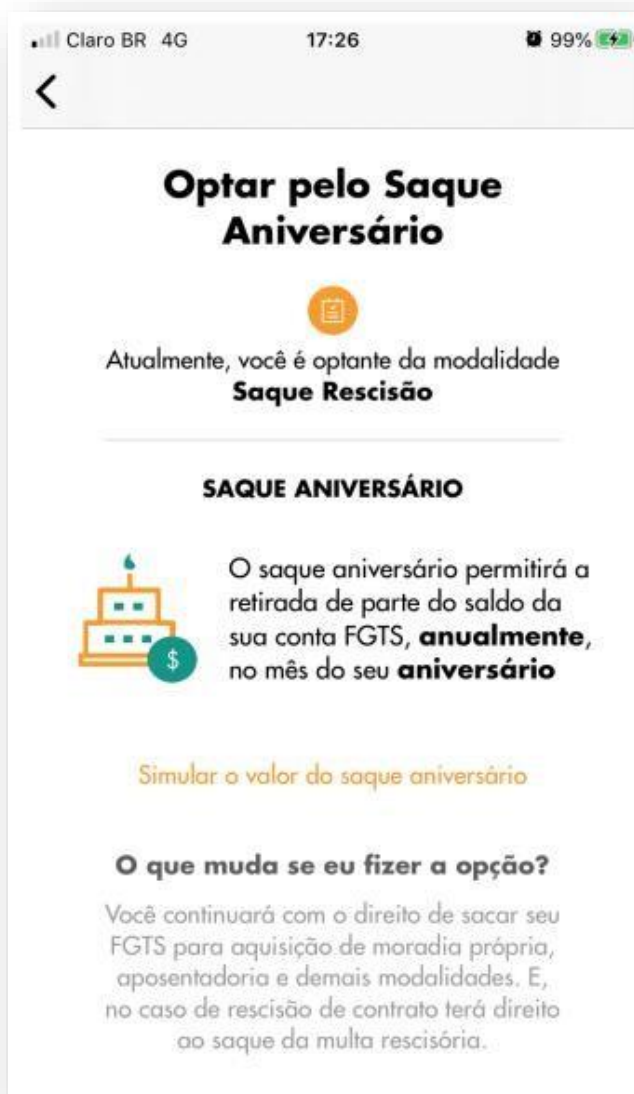 Claro BR 4G 17:26 99%
Optar pelo Saque
Aniversário
Atualmente, você é optante da modalidade
Saque Rescisão
SAQUE ANIVERSÁRIO
O saque aniversário permitirá a
retirada de parte do saldo da
sua conta FGTS, anualmente,
no mês do seu aniversário
$
Simular o valor do saque aniversário
O que muda se eu fizer a opção?
Você continuará com o direito de sacar seu
FGTS para aquisição de moradia própria,
aposentadoria e demais modalidades. E,
no caso de rescisão de contrato terá direito
ao saque da multa rescisória.